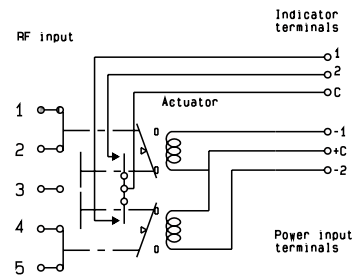 Indicator
terminals
RF input
1
2
C
Actuator
1
2
3
4
5
-1
+C
-2
Power input
terminals